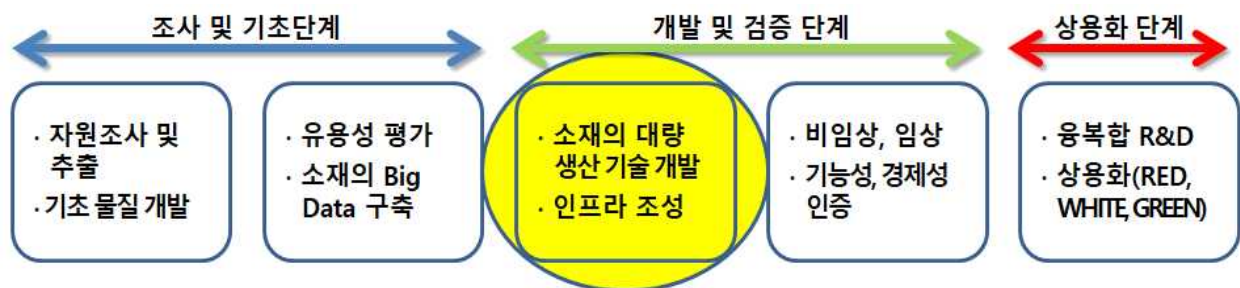 조사 및 기초단계
개발 및 검증 단계
상용화 단계
· 자원조사 및
추출
· 기초 물질 개발
· 유용성 평가
· 소재의 Big
Data 구축
· 소재의 대량
생산 기술 개발
· 인프라 조성
· 비임상, 임상
· 기능성, 경제성
인증
· 융복합 R&D
· 상용화(RED,
WHITE, GREEN)